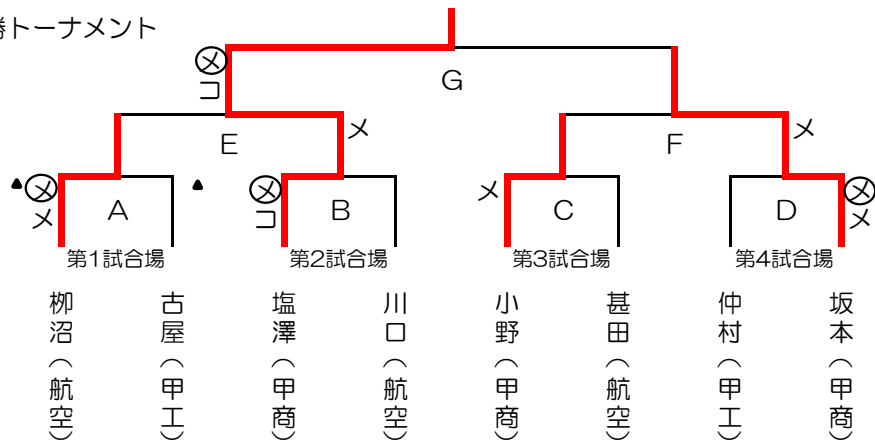 勝トーナメント
メ
コ
G
E
メ
F
メ
▲メ
メ
A
▲
メ
コ
B
メ
C
D
メ
メ
第1試合場
第2試合場
第3試合場
第4試合場
栁沼（航空）
古屋（甲工）
塩澤（甲商）
川口（航空）
小野（甲商）
甚田（航空）
仲村（甲工）
坂本（甲商）